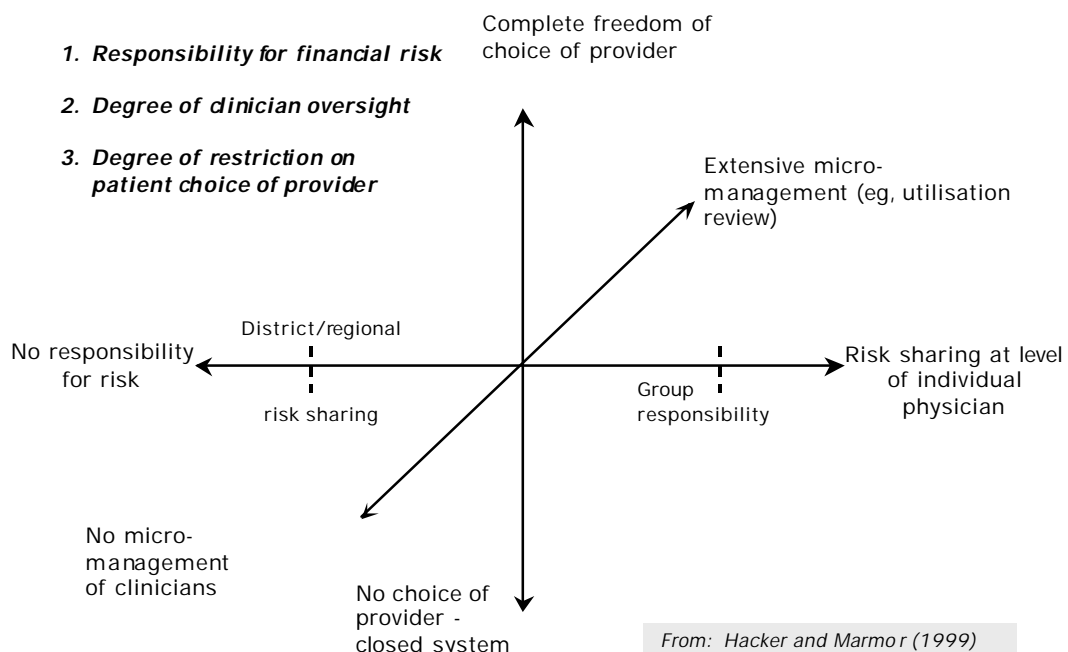 Complete freedom of
choice of provider
1. Responsibility for financial risk
2. Degree of clinician oversight
3. Degree of restriction on
patient choice of provider
Extensive micro-
management (eg, utilisation
review)
District/regional
No responsibility
for risk
risk sharing
Group
responsibility
Risk sharing at level
of individual
physician
No micro-
management
of clinicians
No choice of
provider -
closed system
From: Hacker and Marmor (1999)